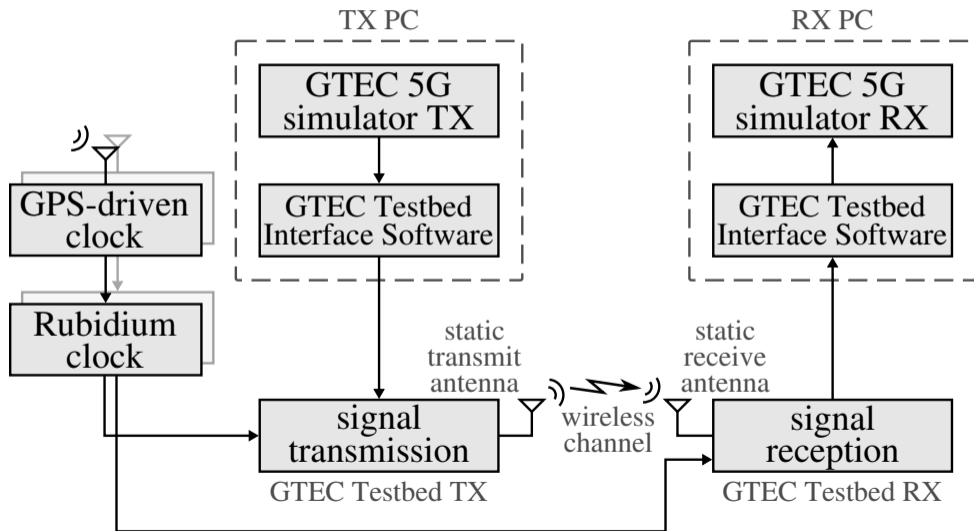 TX PC
RX PC
GTEC 5G
simulator TX
GTEC 5G
simulator RX
GPS-driven
clock
GTEC Testbed
Interface Software
GTEC Testbed
Interface Software
Rubidium
clock
static
transmit
antenna
static
receive
antenna
wireless
channel
signal
transmission
signal
reception
GTEC Testbed TX
GTEC Testbed RX